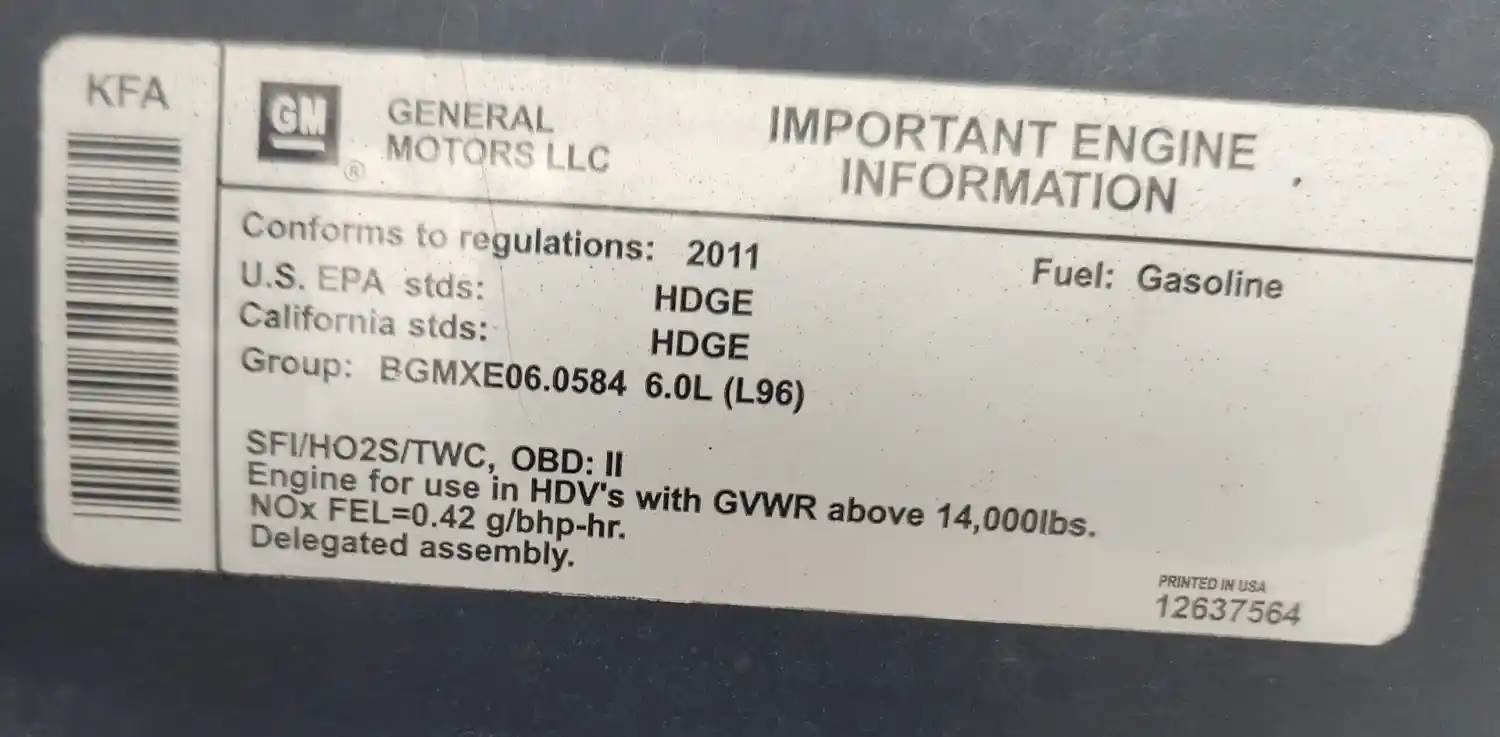 KFA
GM
®
GENERAL
MOTORS LLC
IMPORTANT ENGINE
INFORMATION
Conforms to regulations: 2011
Fuel: Gasoline
U.S. EPA stds: HDGE
California stds: HDGE
Group: BGMXE06.0584 6.0L (L96)
SFI/HO2S/TWC, OBD: II
Engine for use in HDV's with GVWR above 14,000lbs.
NOx FEL=0.42 g/bhp-hr.
Delegated assembly.
PRINTED IN USA
12637564